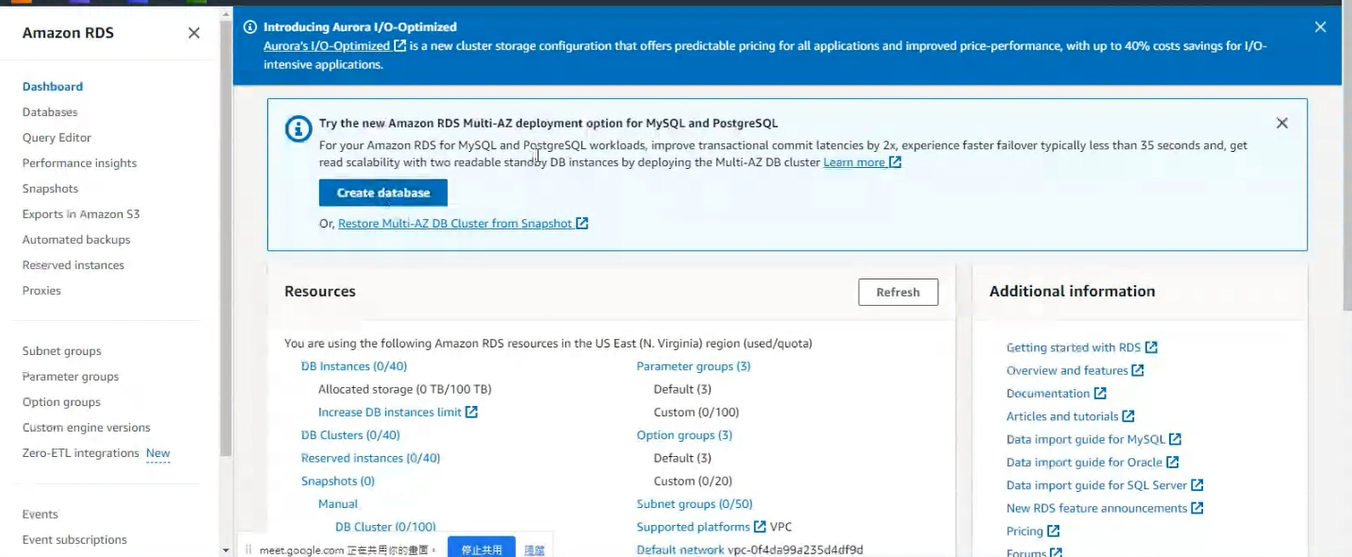 Amazon RDS
Dashboard
Databases
Query Editor
Performance insights
Snapshots
Exports in Amazon S3
Automated backups
Reserved instances
Proxies
Subnet groups
Parameter groups
Option groups
Custom engine versions
Zero-ETL integrations New
Events
Event subscriptions
Introducing Aurora I/O-Optimized
Aurora's I/O-Optimized is a new cluster storage configuration that offers predictable pricing for all applications and improved price-performance, with up to 40% costs savings for I/O-
intensive applications.
Try the new Amazon RDS Multi-AZ deployment option for MySQL and PostgreSQL
For your Amazon RDS for MySQL and PostgreSQL workloads, improve transactional commit latencies by 2x, experience faster failover typically less than 35 seconds and, get
read scalability with two readable standby DB instances by deploying the Multi-AZ DB cluster Learn more
Create database
Or, Restore Multi-AZ DB Cluster from Snapshot
Resources
Refresh
You are using the following Amazon RDS resources in the US East (N. Virginia) region (used/quota)
DB Instances (0/40)
Allocated storage (0 TB/100 TB)
Increase DB instances limit
DB Clusters (0/40)
Reserved instances (0/40)
Snapshots (0)
Manual
DB Cluster (0/100)
Parameter groups (3)
Default (3)
Custom (0/100)
Option groups (3)
Default (3)
Custom (0/20)
Subnet groups (0/50)
Supported platforms VPC
Default network vpc-0f4da99a235d4df9d
Additional information
Getting started with RDS
Overview and features
Documentation
Articles and tutorials
Data import guide for MySQL
Data import guide for Oracle
Data import guide for SQL Server
New RDS feature announcements
Pricing
Forums
meet.google.com 正在共用你的畫面。
停止共用
隱藏